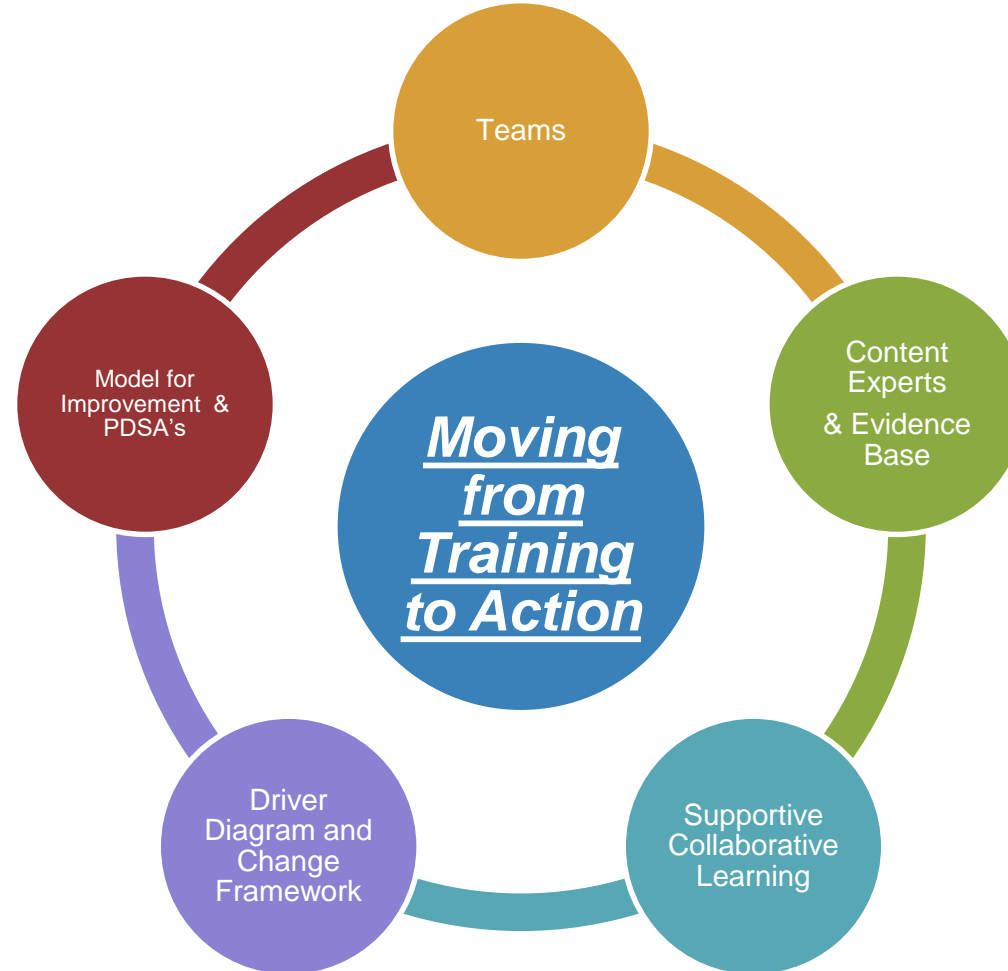 Teams
Content
Experts
& Evidence
Base
Supportive
Collaborative
Learning
Driver
Diagram and
Change
Framework
Model for
Improvement &
PDSA’s
Moving
from
Training
to Action